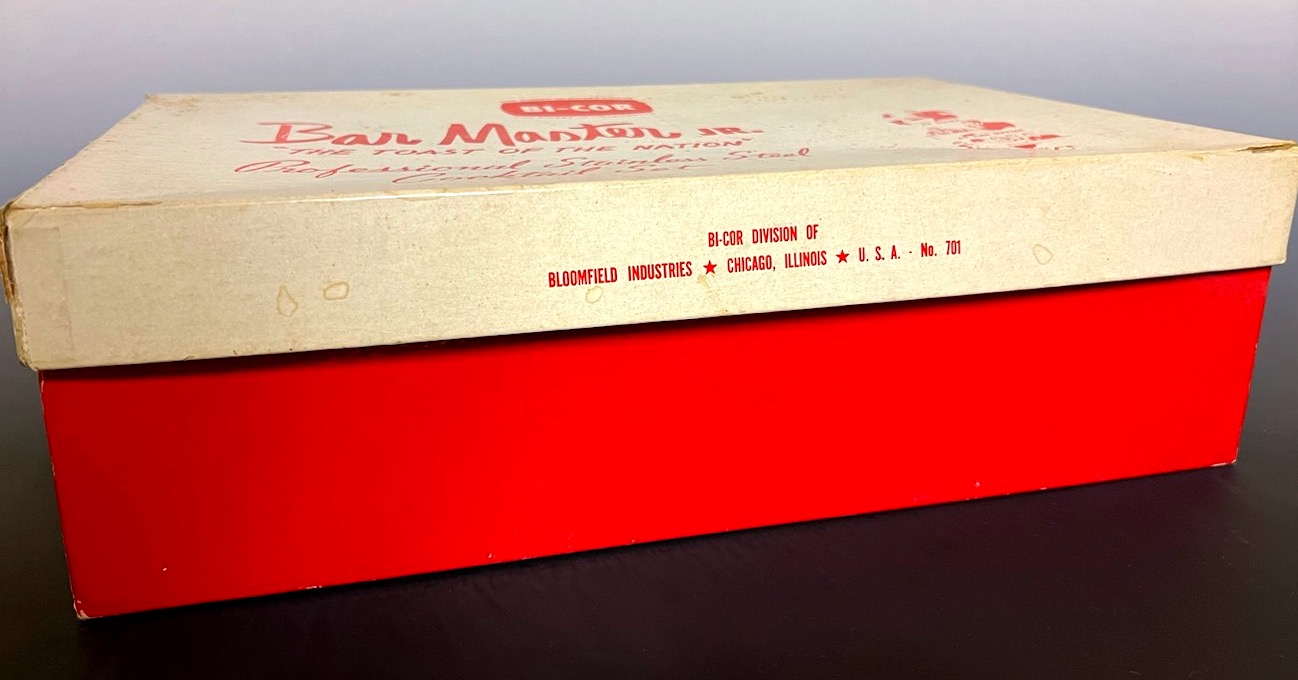 BI-COR
Bar Master JR.
"THE TOAST OF THE NATION"
Professional Stainless Steel
Cocktail Set
BI-COR DIVISION OF
BLOOMFIELD INDUSTRIES ★ CHICAGO, ILLINOIS ★ U. S. A. · No. 701